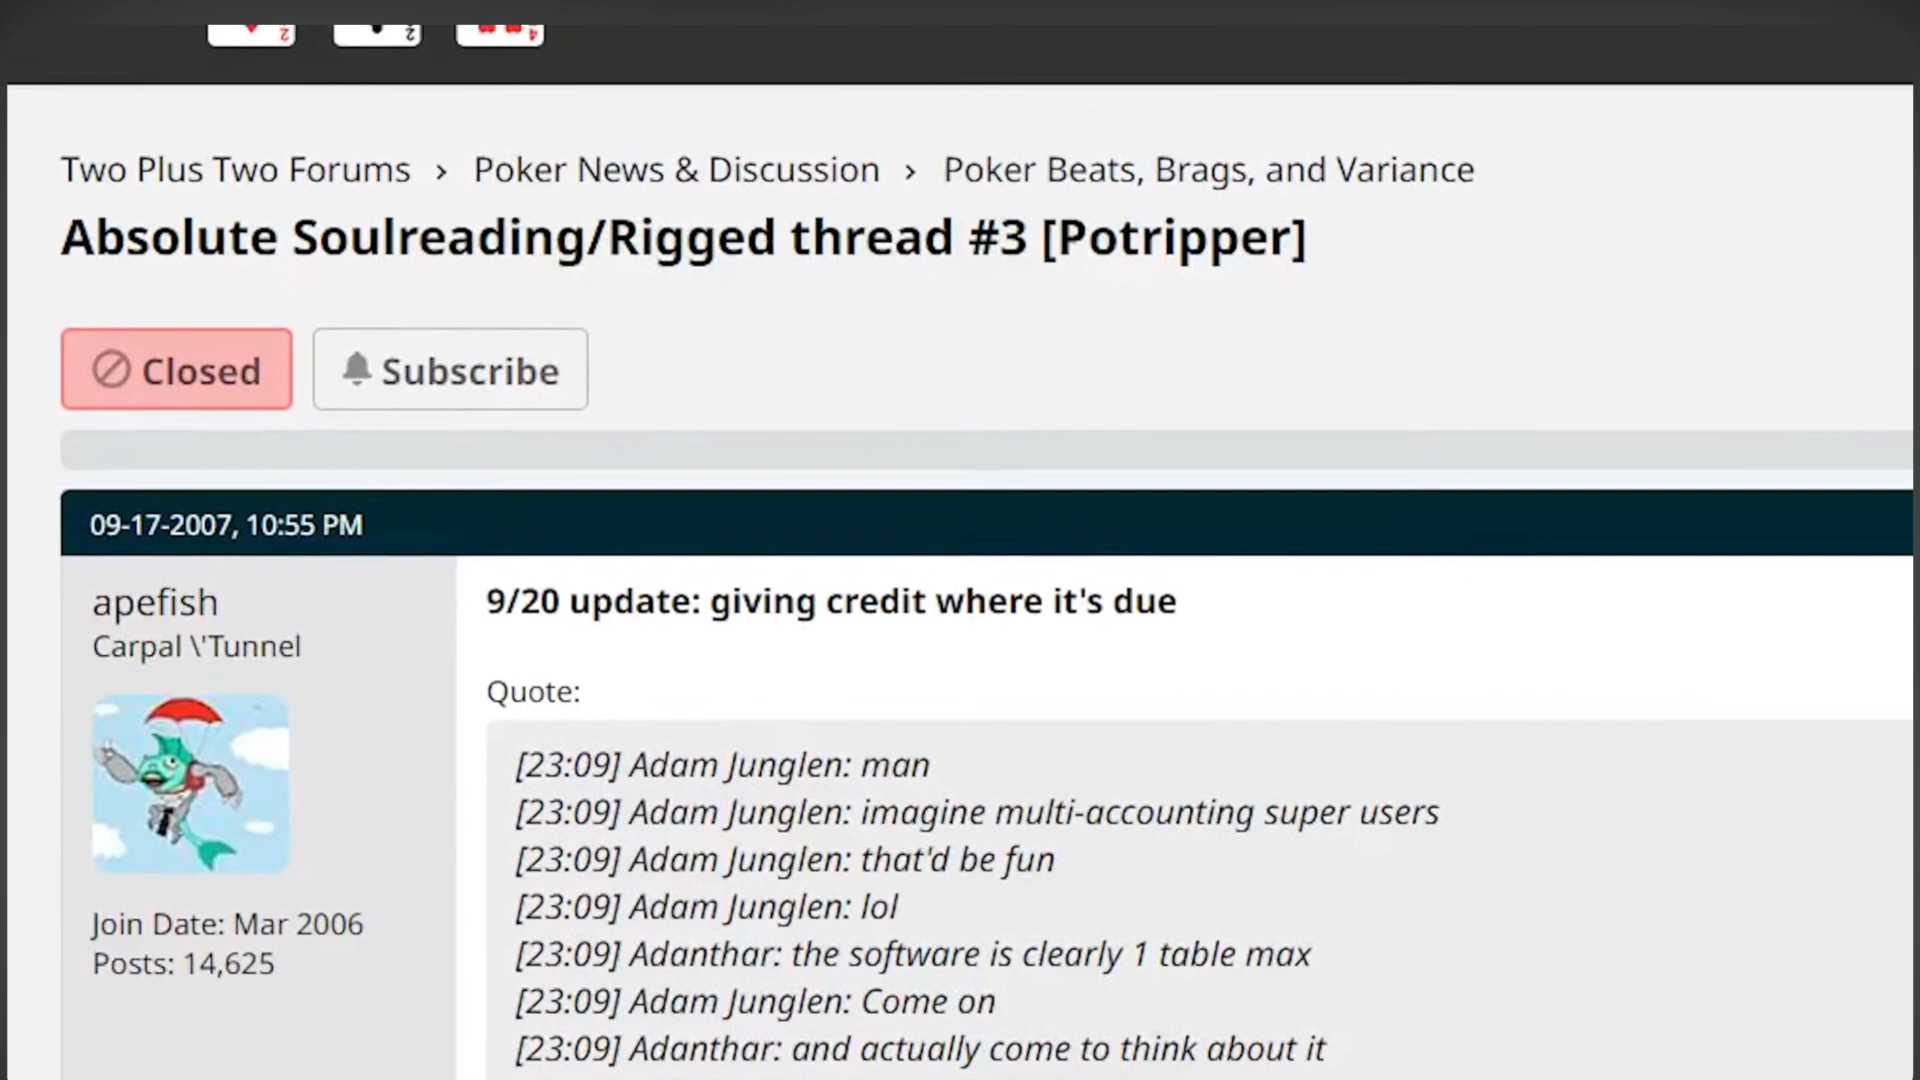 2 2 4
Two Plus Two Forums › Poker News & Discussion › Poker Beats, Brags, and Variance
Absolute Soulreading/Rigged thread #3 [Potripper]
Closed Subscribe
09-17-2007, 10:55 PM
apefish
Carpal \'Tunnel
Join Date: Mar 2006
Posts: 14,625
9/20 update: giving credit where it's due
Quote:
[23:09] Adam Junglen: man
[23:09] Adam Junglen: imagine multi-accounting super users
[23:09] Adam Junglen: that'd be fun
[23:09] Adam Junglen: lol
[23:09] Adanthar: the software is clearly 1 table max
[23:09] Adam Junglen: Come on
[23:09] Adanthar: and actually come to think about it